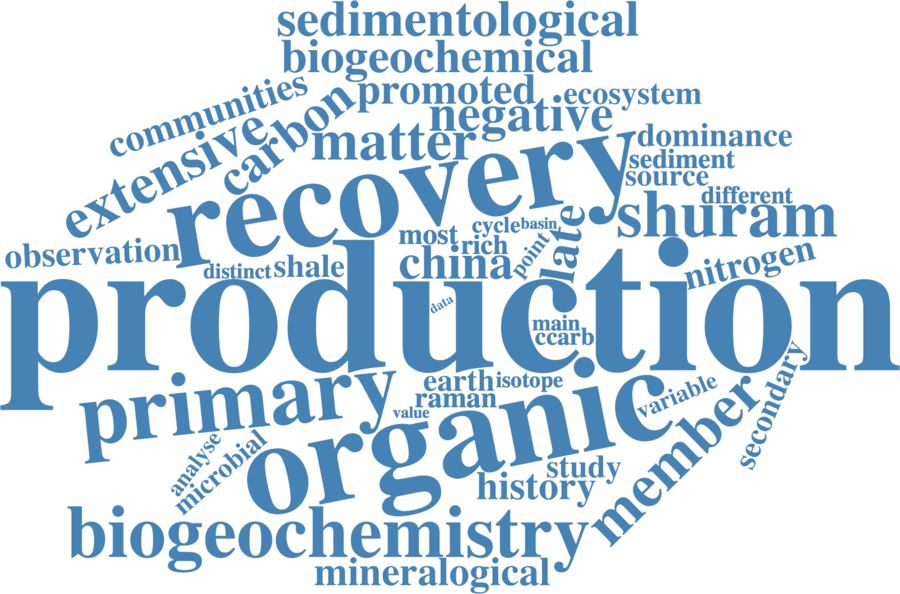 sedimentological
biogeochemical
communities
carbon
promoted
ecosystem
extensive
negative
matter
dominance
recovery
sediment
source
different
shuram
observation
most
cycle
basin,
rich
point
late
distinct
shale
china
nitrogen
production
data
main
ccarb
primary
earth
isotope
raman
value
organic
variable
member
secondary
analyse
microbial
study
history
biogeochemistry
mineralogical